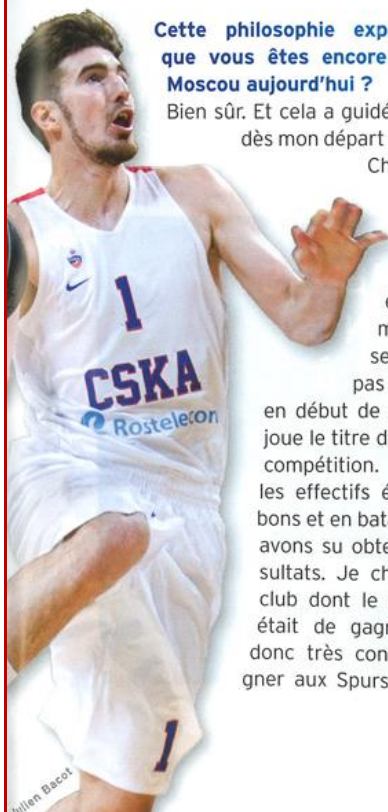 Cette philosophie exp
que vous êtes encore
Moscou aujourd'hui ?
Bien sûr. Et cela a guidé
dès mon départ
Ch
e
m
se
pas
en début de
joue le titre d
compétition.
les effectifs é
bons et en bat
avons su obte
sultats. Je ch
club dont le
était de gagn
donc très con
gner aux Spurs
1
CSKA
Rostelecom
1
Julien Bacot